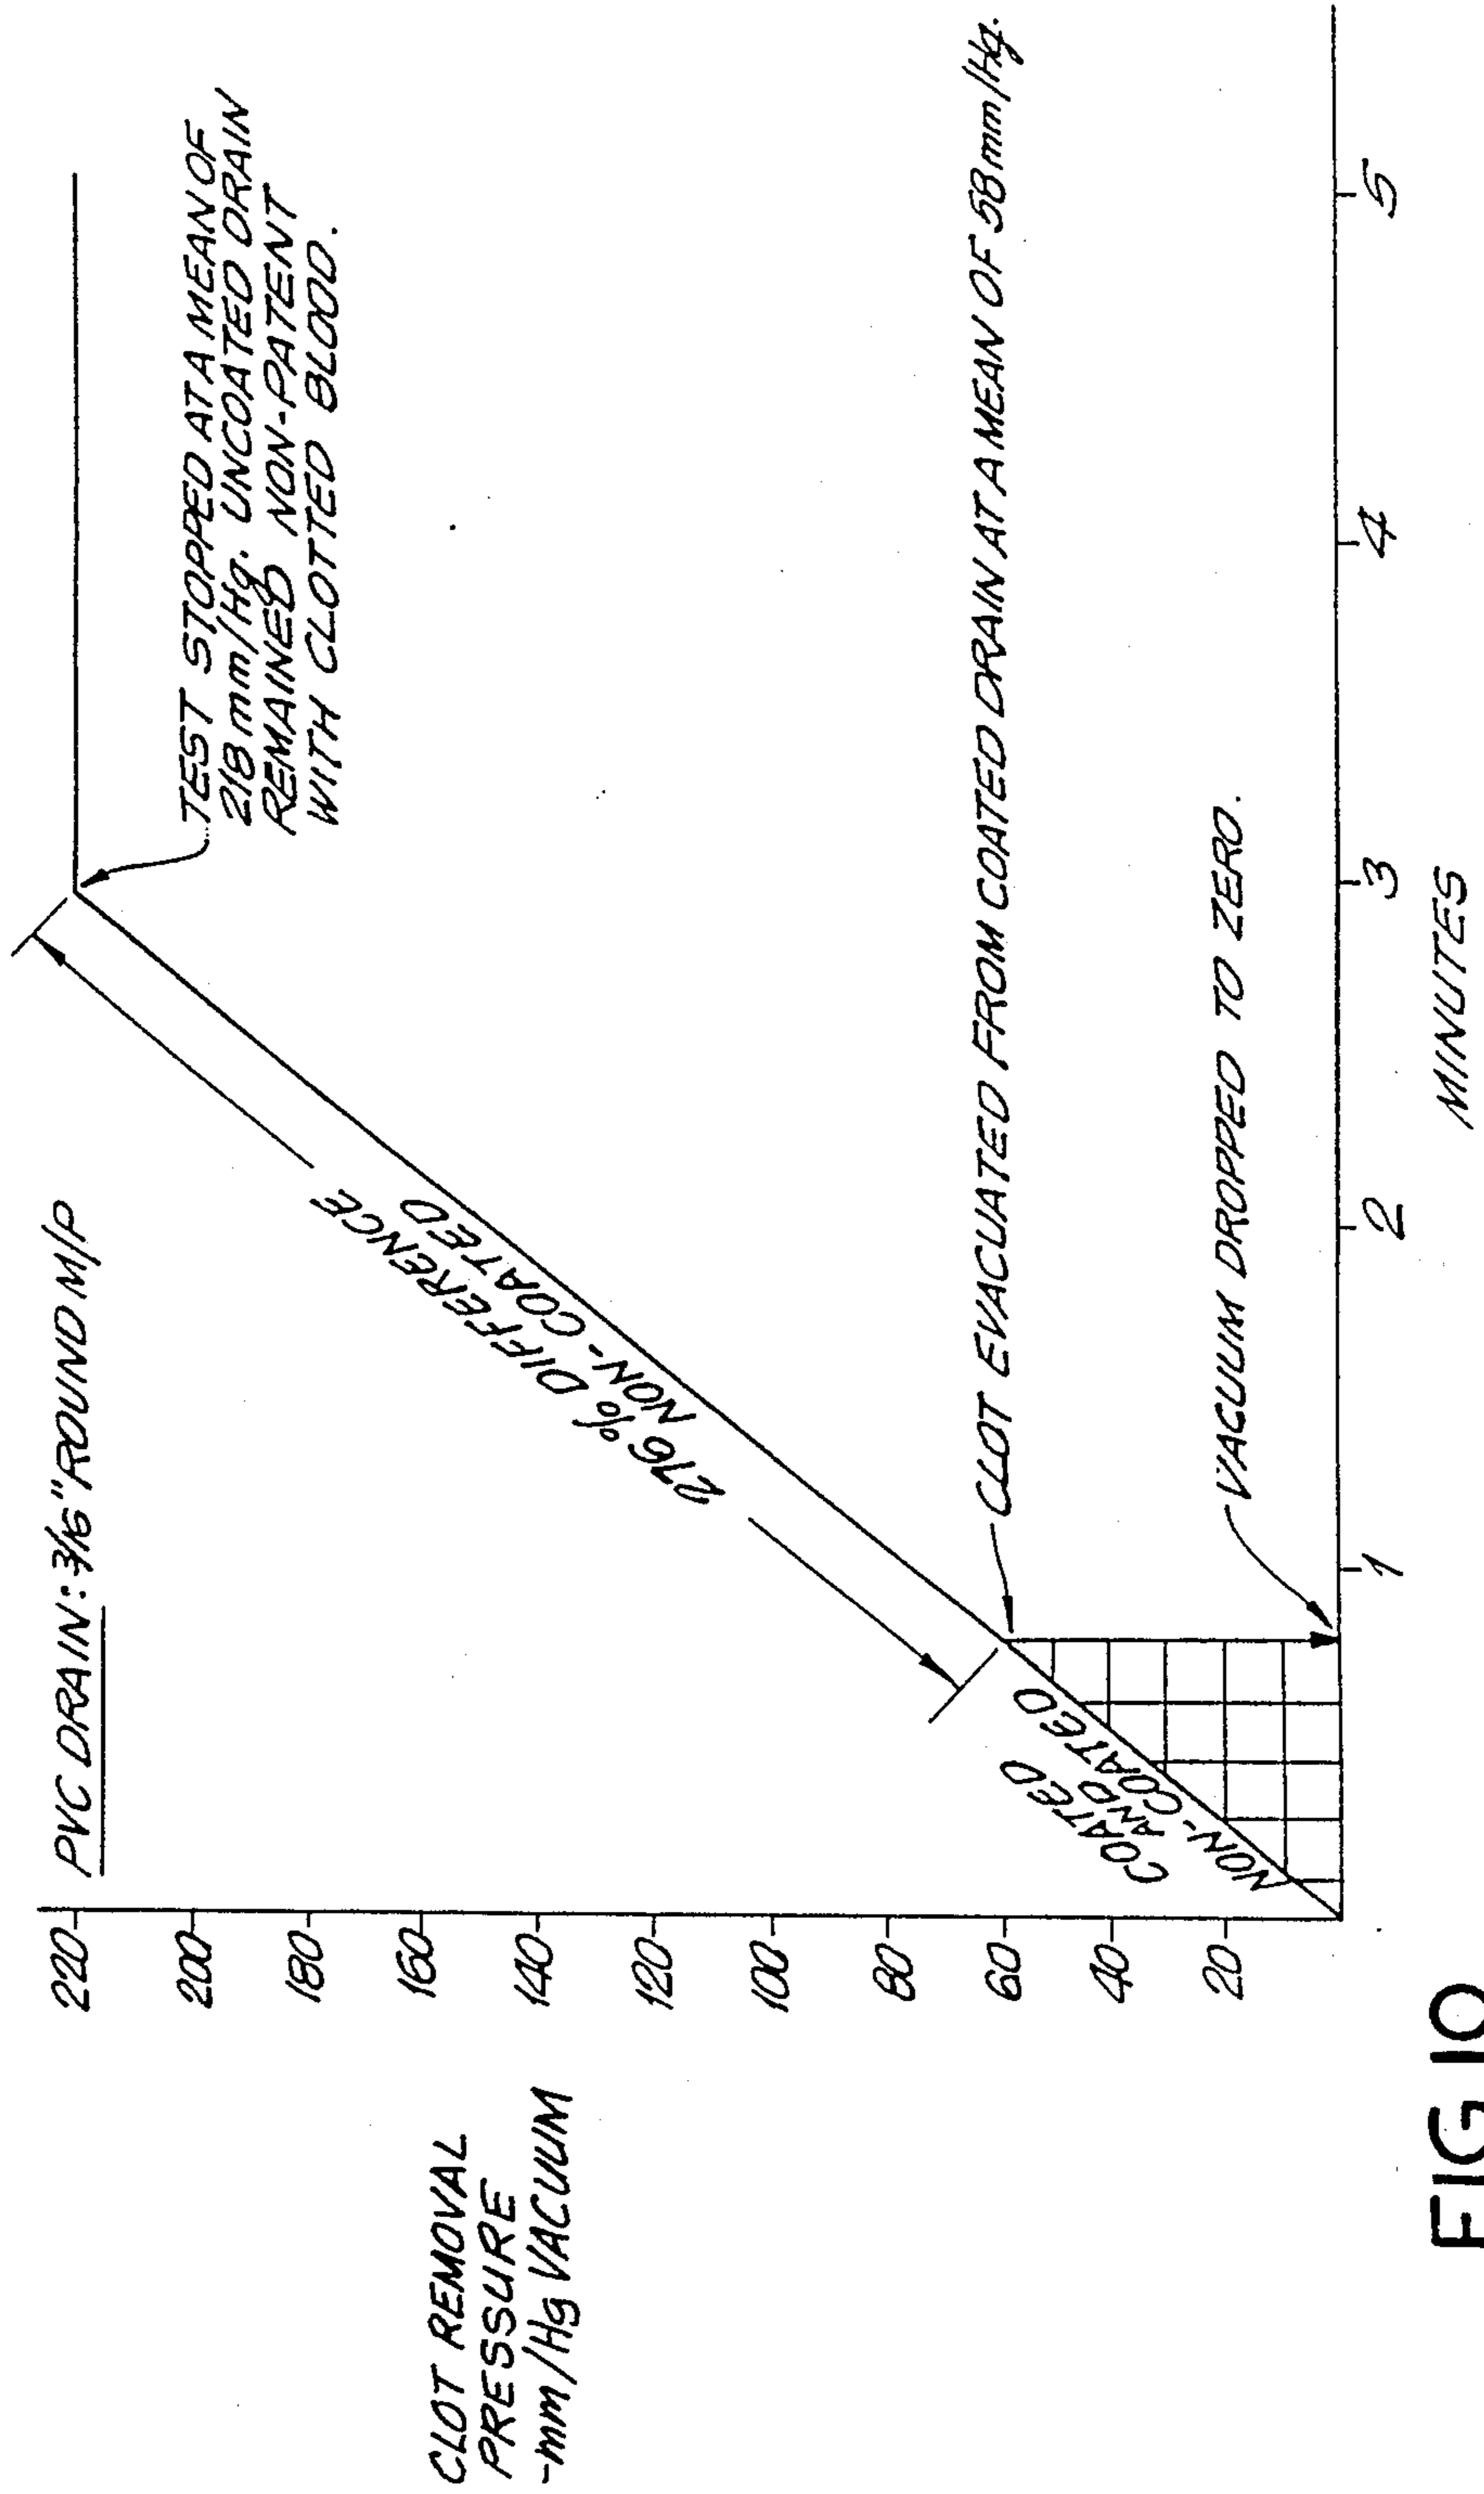 PVC DRAIN: 3/16" ROUND M/P
220
200
180
160
140
120
100
80
60
40
20
CLOT REMOVAL
PRESSURE
-mm/Hg VACUUM
TEST STOPPED AT A MEAN OF
218 mm/Hg. UNCOATED DRAIN
REMAINED NON-PATENT
WITH CLOTTED BLOOD.
276% DIFFERENCE
NON-COATED
COATED
AND
NON-COATED
CLOT EVACUATED FROM COATED DRAIN AT A MEAN OF 58 mm/Hg.
VACUUM DROPPED TO ZERO.
1 2 3 4 5
MINUTES
FIG. 10